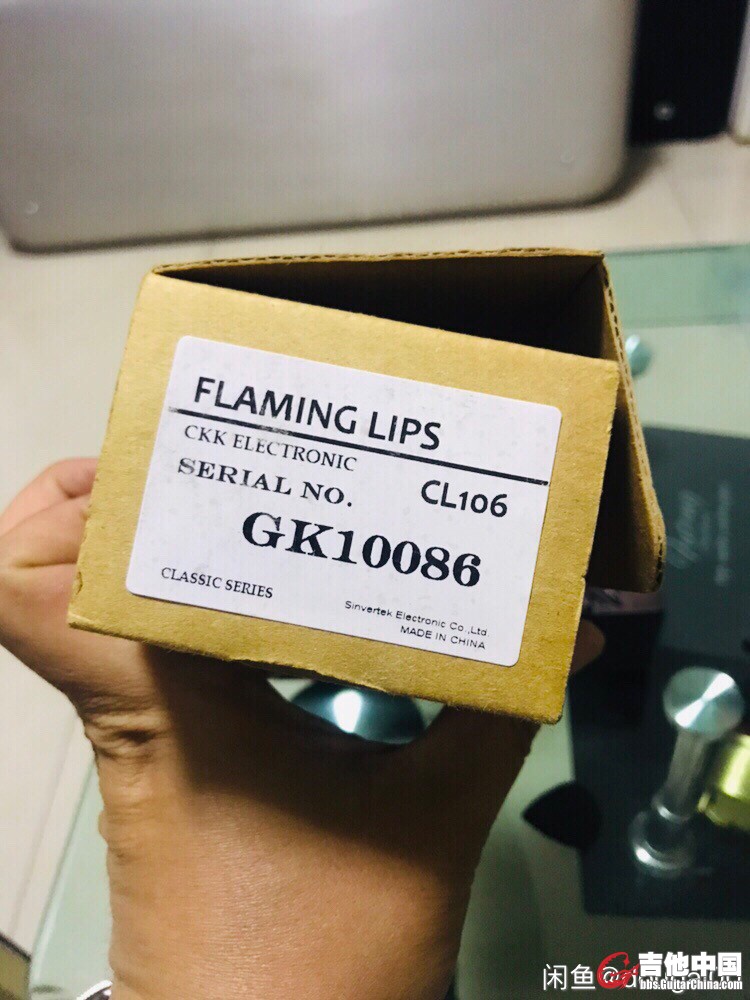 FLAMING LIPS
CKK ELECTRONIC
SERIAL NO.
CL106
GK10086
CLASSIC SERIES
Sinvertek Electronic Co.,Ltd
MADE IN CHINA
吉他中国
闲鱼@
bbs.GuitarChina.com